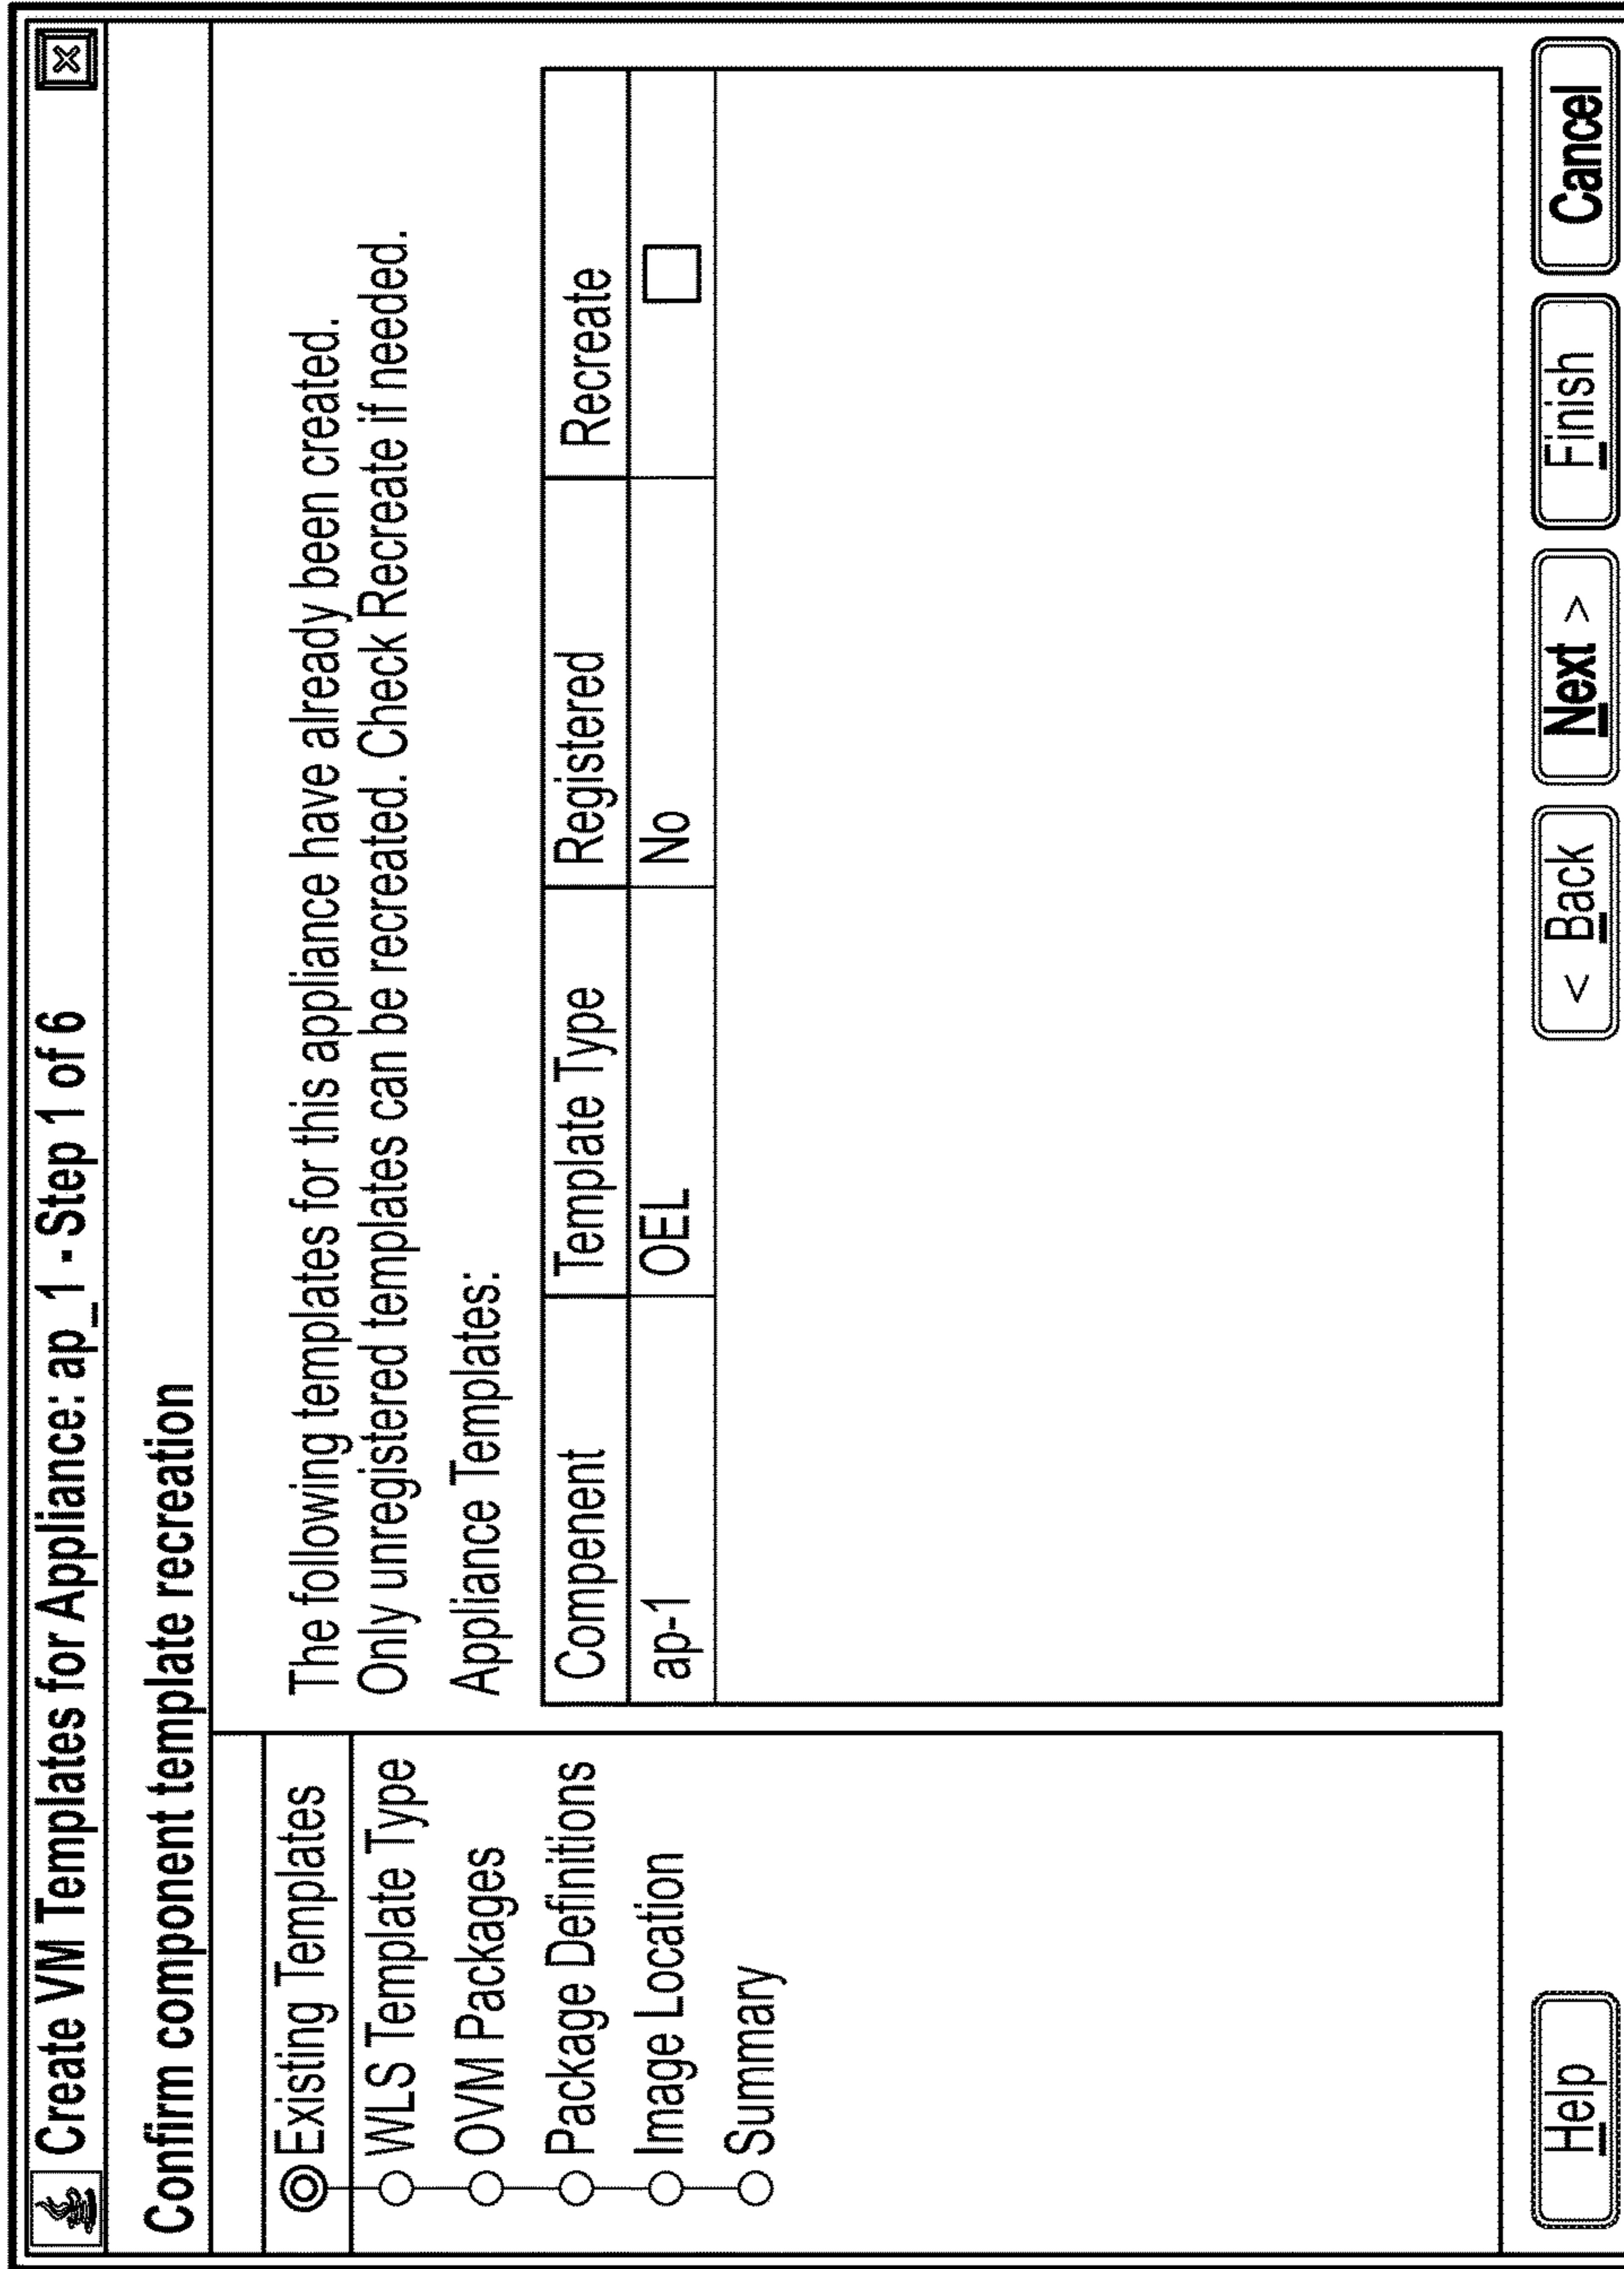 Create VM Templates for Appliance: ap_1 - Step 1 of 6
Confirm component template recreation
Existing Templates
WLS Template Type
OVM Packages
Package Definitions
Image Location
Summary
The following templates for this appliance have already been created.
Only unregistered templates can be recreated. Check Recreate if needed.
Appliance Templates:
Compenent Template Type Registered Recreate
ap-1 OEL No
Help < Back Next > Finish Cancel